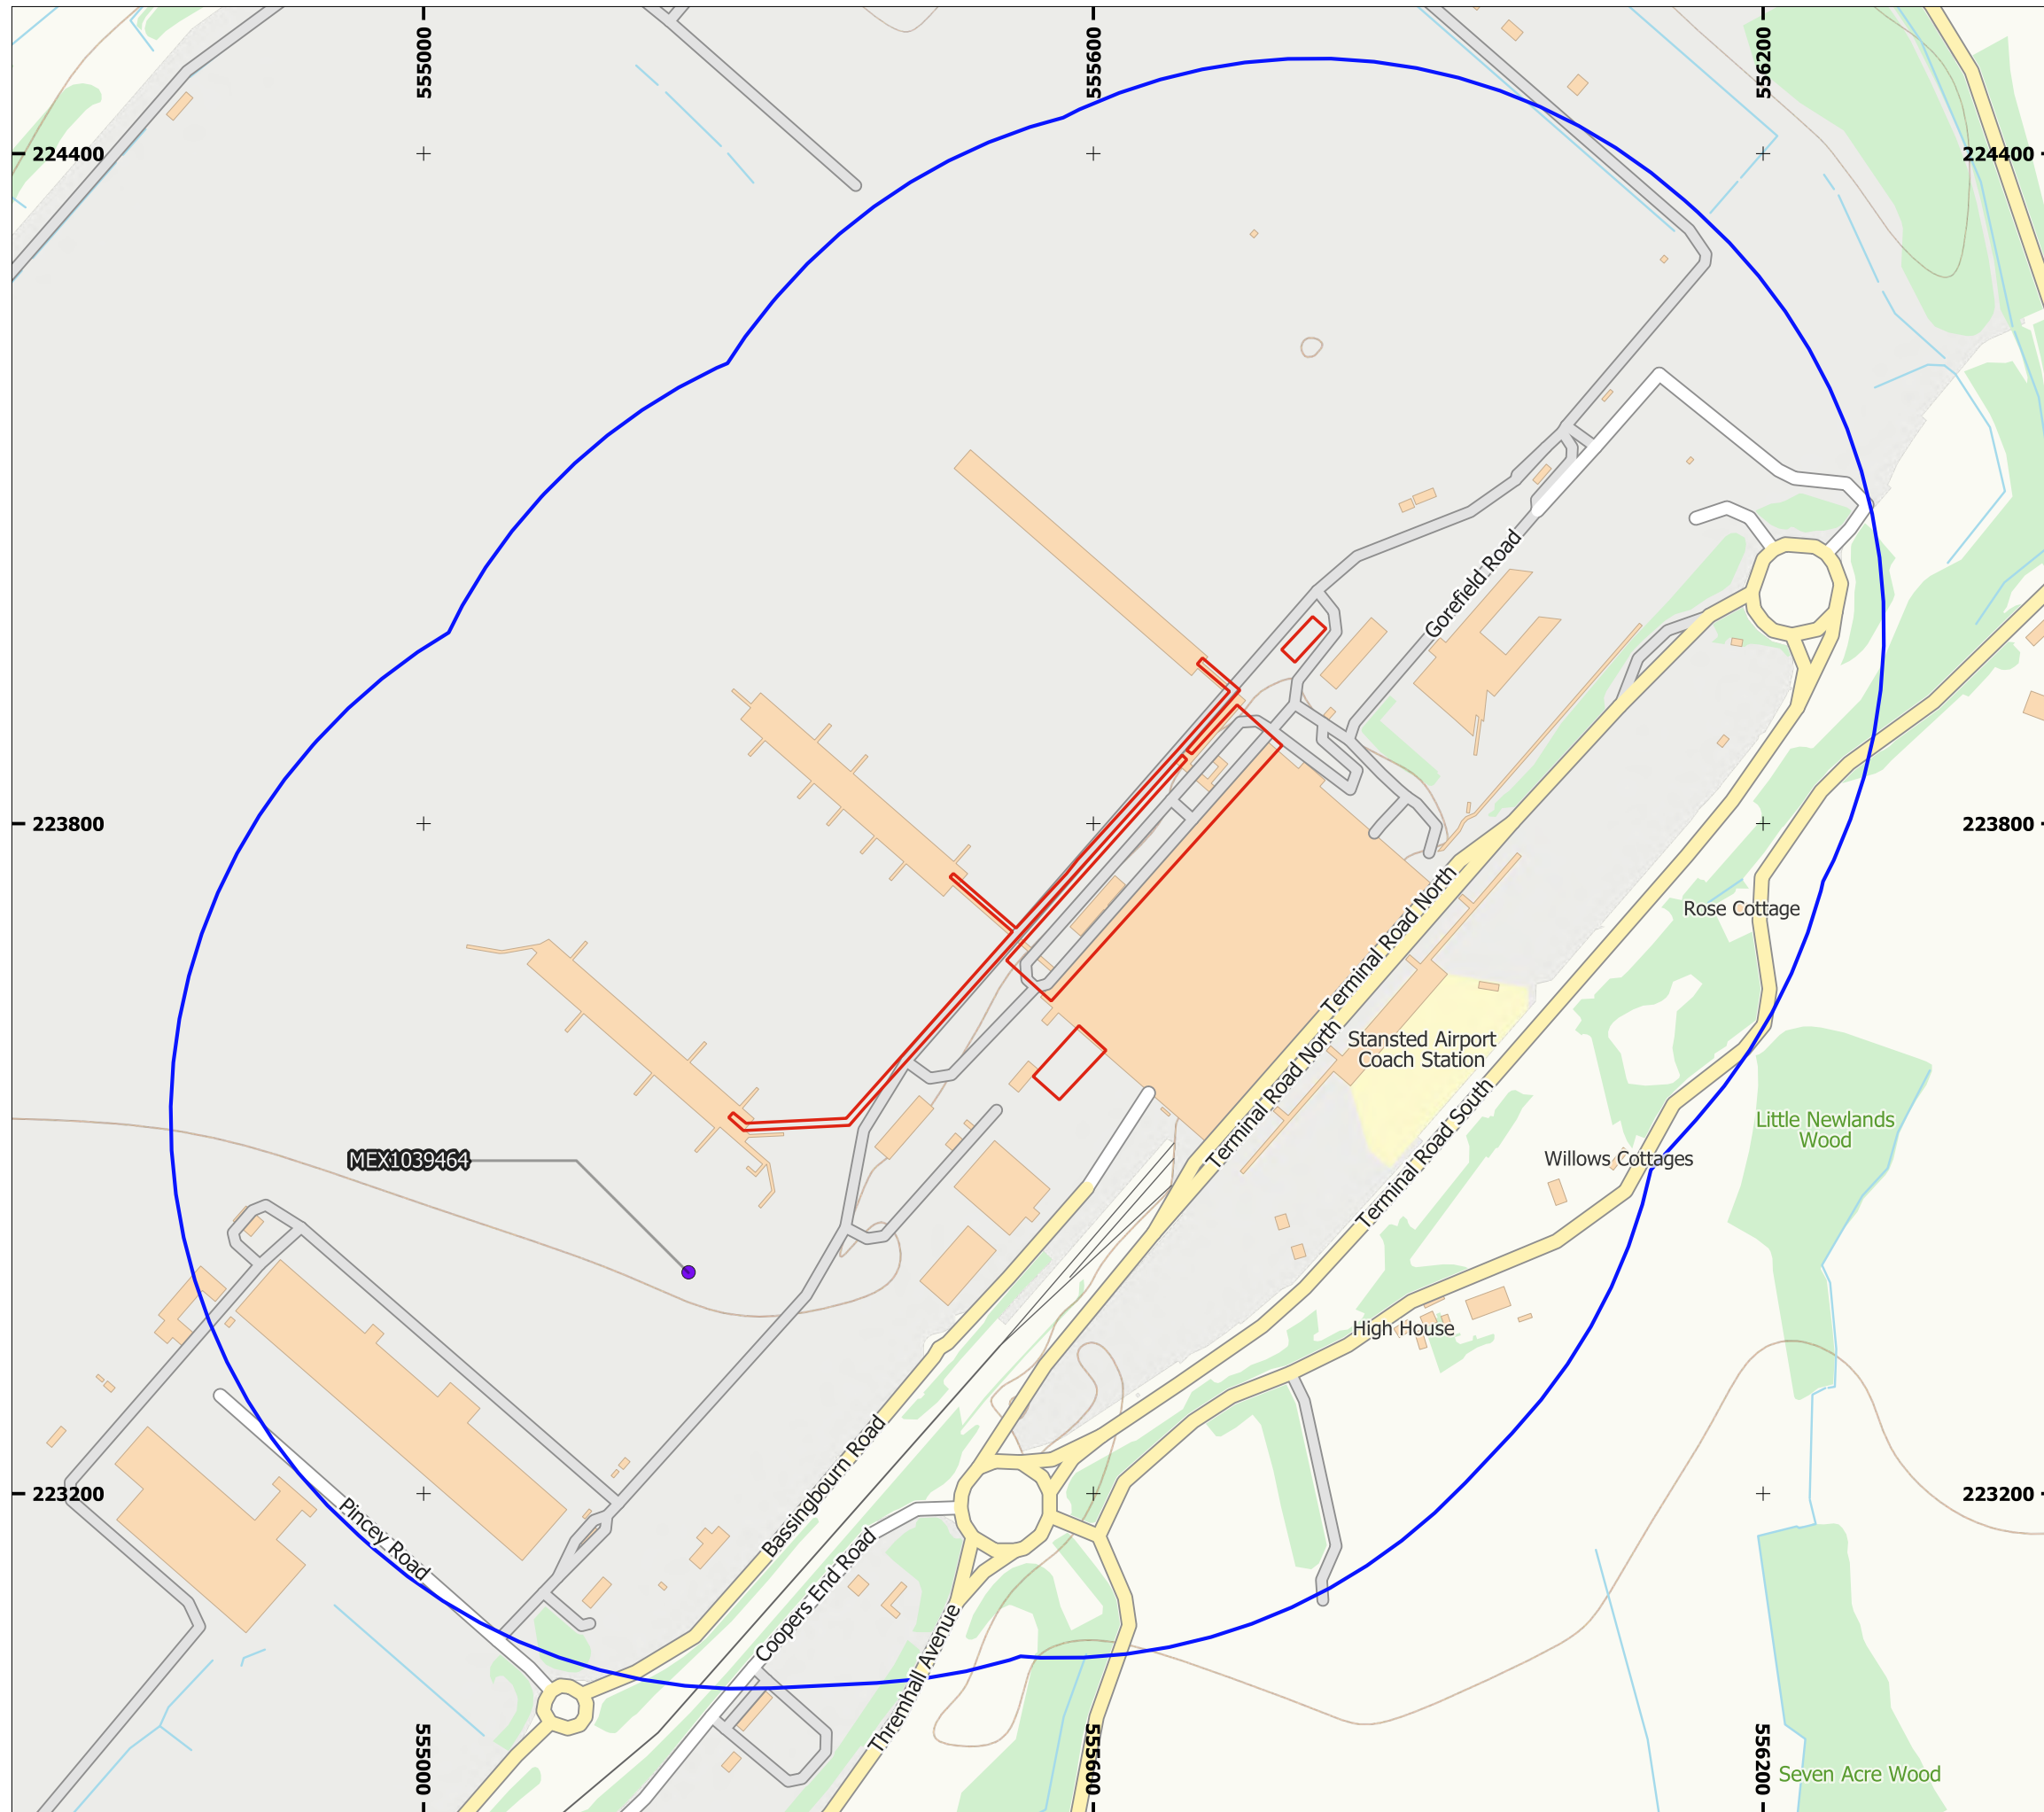 555000
555600
556200
224400
224400
Gorefield Road
223800
223800
Rose Cottage
Terminal Road North
Stansted Airport
Coach Station
Terminal Road North
Little Newlands
Wood
MEX1039464
Willows Cottages
Terminal Road South
High House
223200
223200
Pincey Road
Bassingbourn Road
Coopers End Road
Thremhall Avenue
555000
555600
556200
Seven Acre Wood